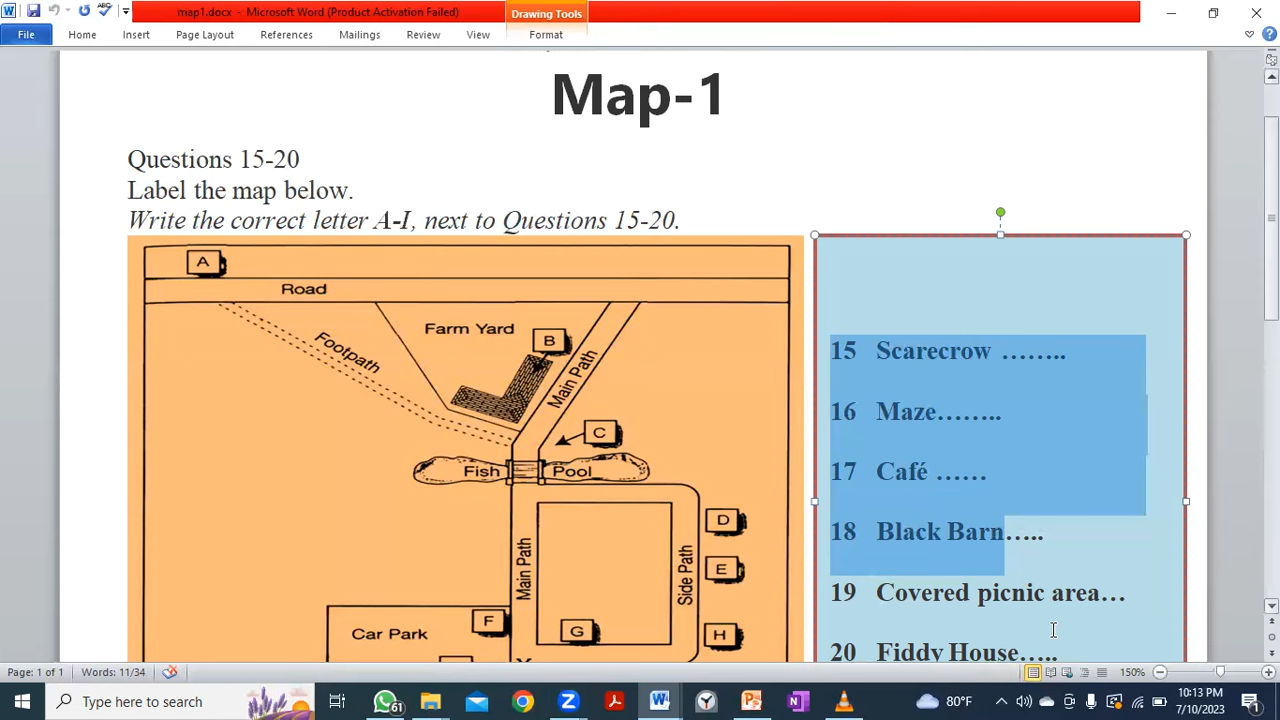 map1.docx - Microsoft Word (Product Activation Failed)
Drawing Tools
File
Home
Insert
Page Layout
References
Mailings
Review
View
Format
Map-1
Questions 15-20
Label the map below.
Write the correct letter A-I, next to Questions 15-20.
A
Road
Farm Yard
B
Footpath
Main Path
C
Fish
Pool
D
E
Main Path
Side Path
F
Car Park
G
H
15 Scarecrow ……..
16 Maze……..
17 Café ……
18 Black Barn…..
19 Covered picnic area…
20 Fiddy House…..
Page: 1 of 1
Words: 11/34
150%
Type here to search
61
80°F
10:13 PM
7/10/2023
1